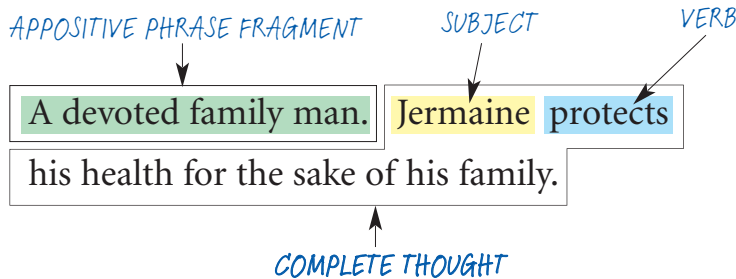 APPOSITIVE PHRASE FRAGMENT SUBJECT VERB
A devoted family man. Jermaine protects
his health for the sake of his family.
COMPLETE THOUGHT